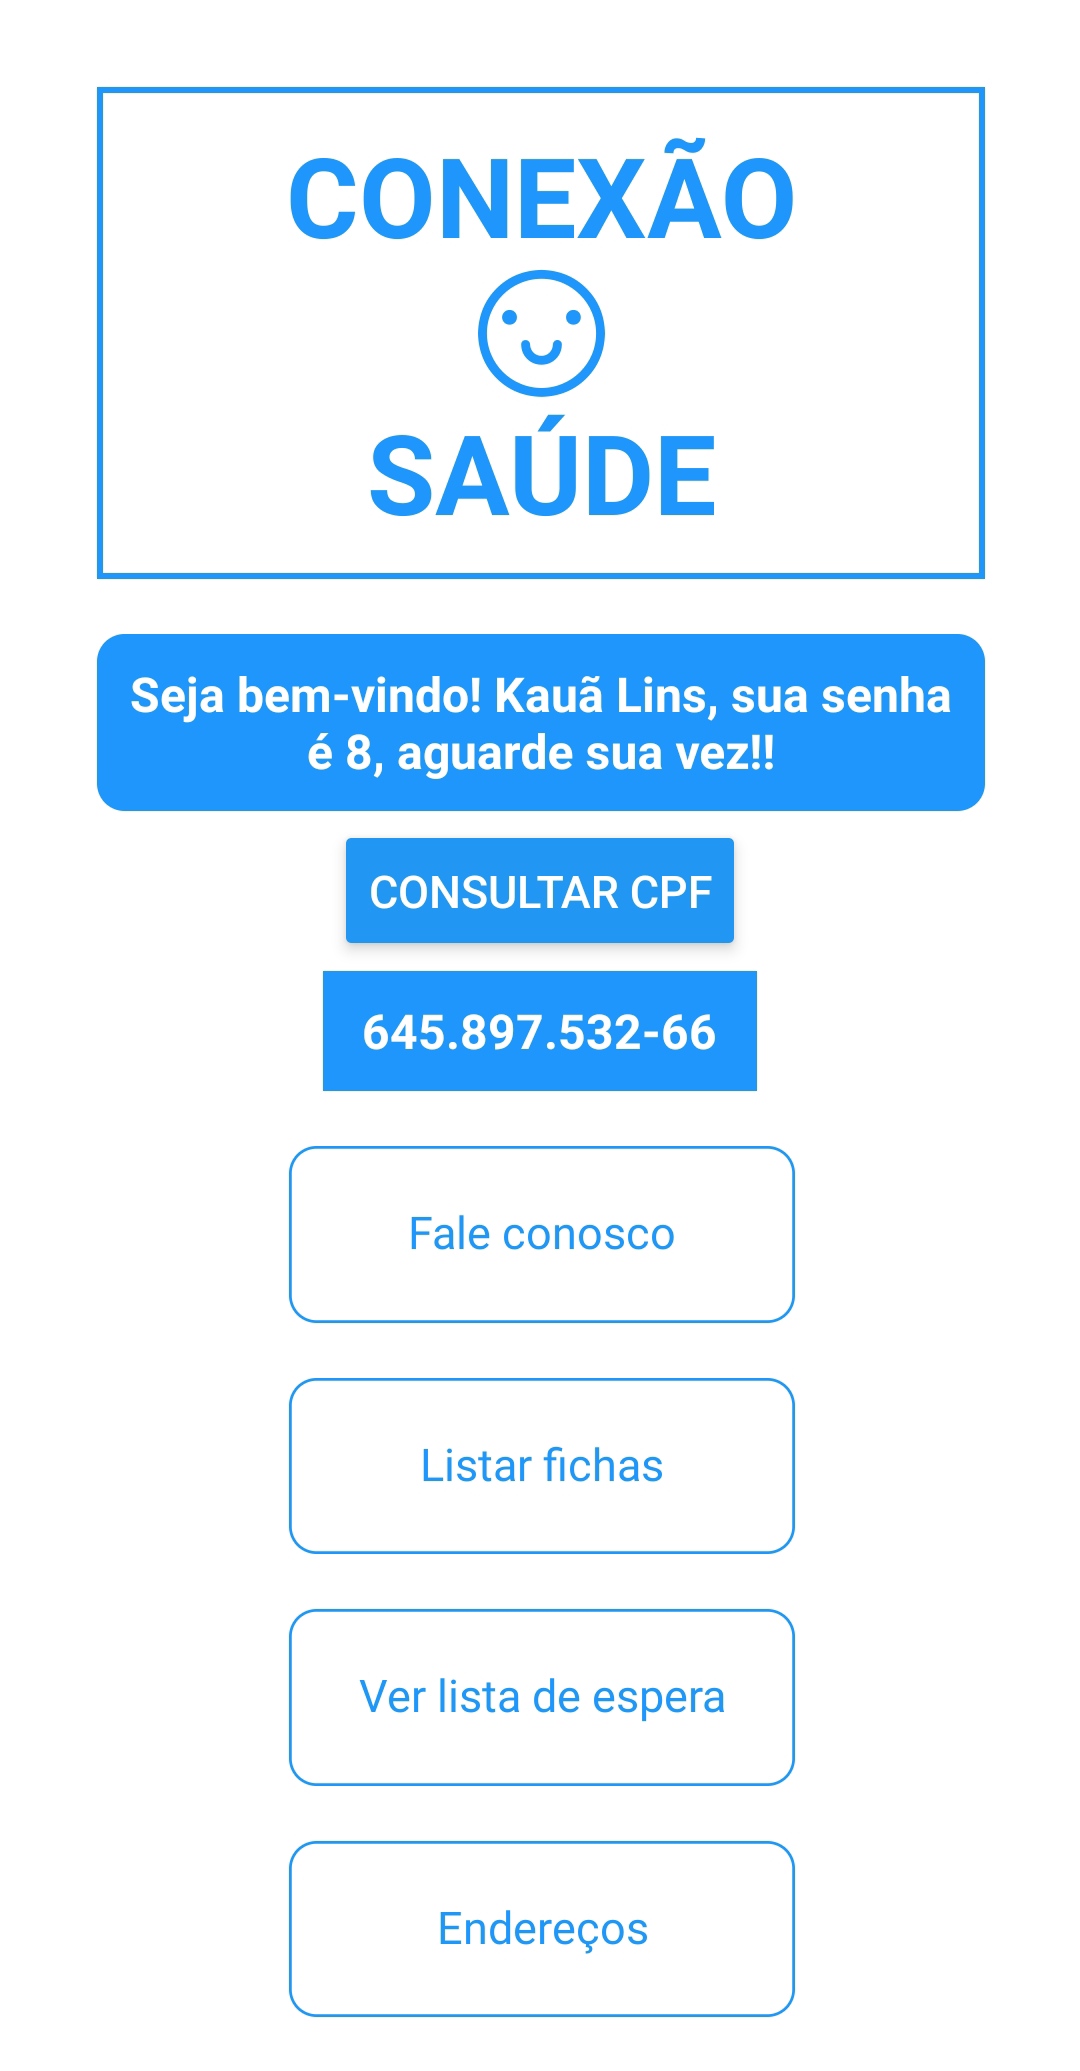 CONEXÃO
SAÚDE
Seja bem-vindo! Kauã Lins, sua senha
é 8, aguarde sua vez!!
CONSULTAR CPF
645.897.532-66
Fale conosco
Listar fichas
Ver lista de espera
Endereços